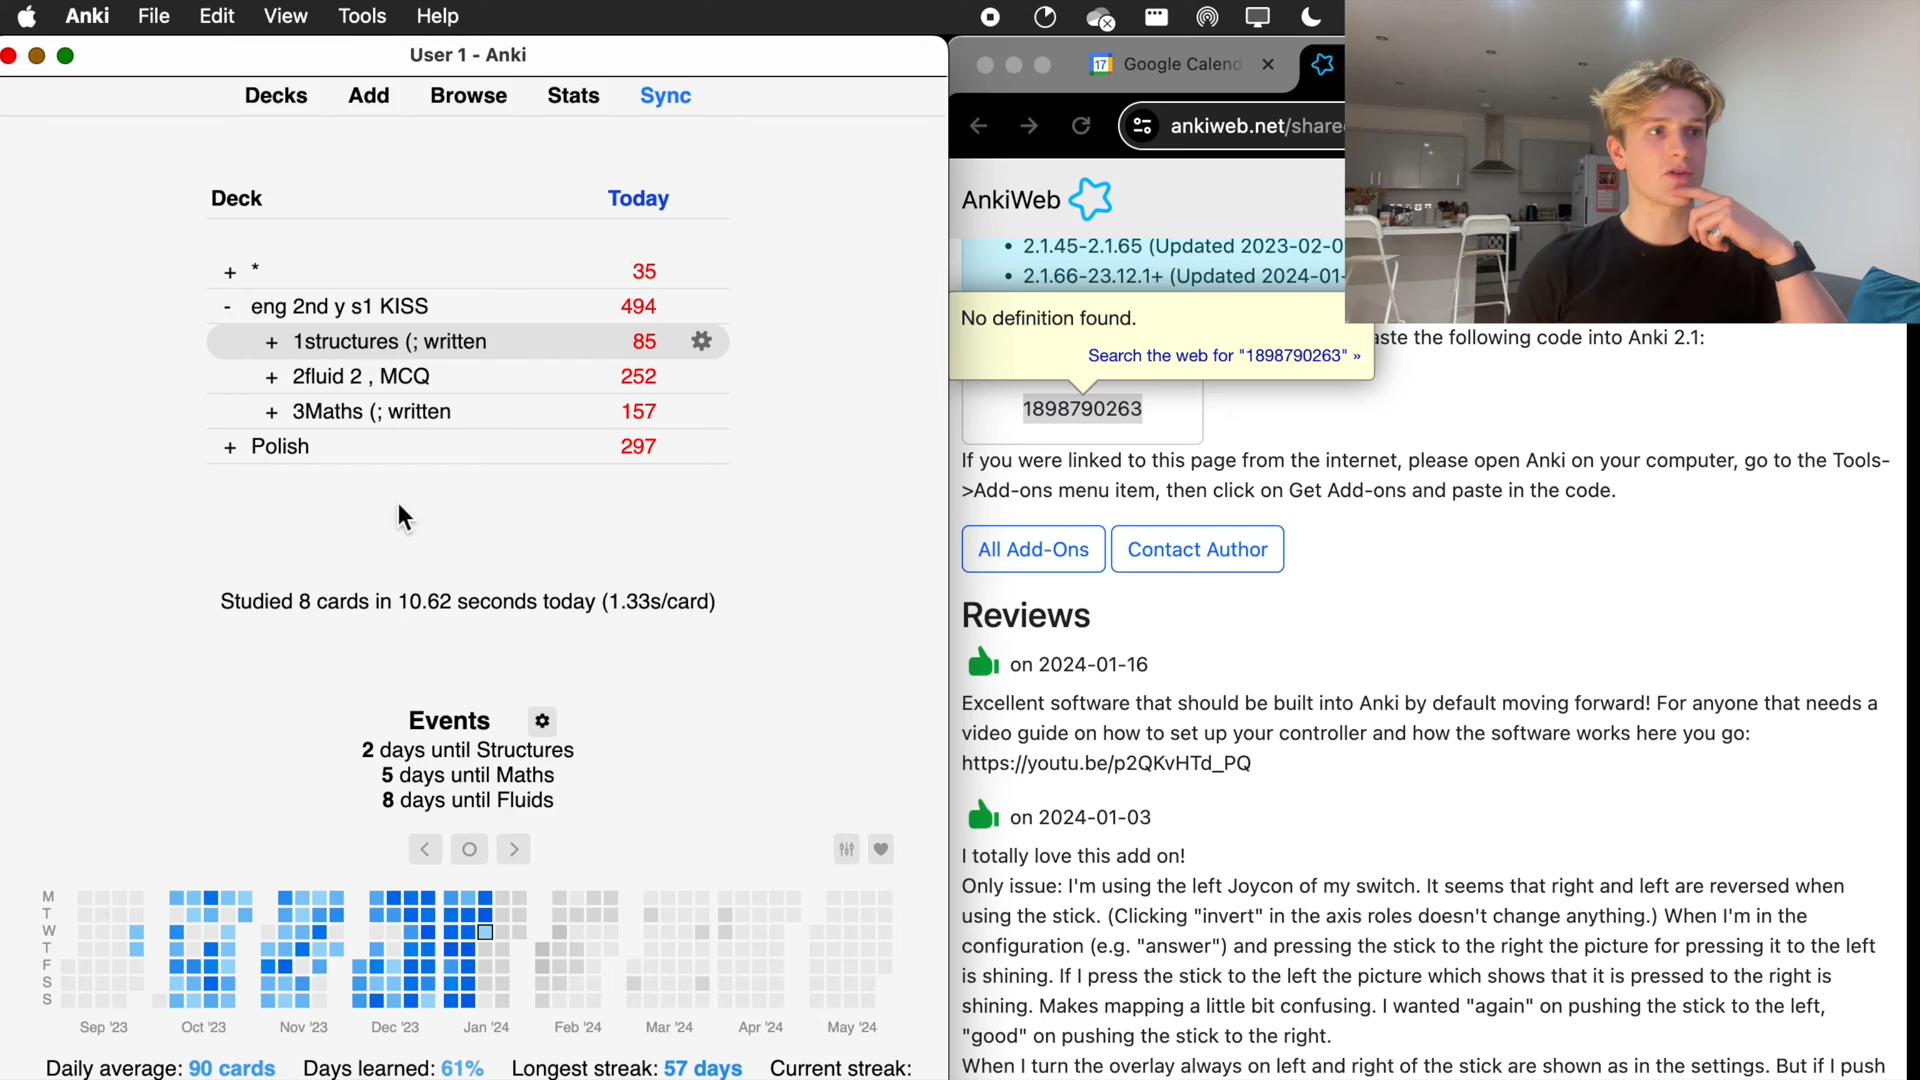 Anki File Edit View Tools Help
User 1 - Anki
Decks Add Browse Stats Sync
Deck Today
+ * 35
- eng 2nd y s1 KISS 494
+ 1structures (; written 85
+ 2fluid 2 , MCQ 252
+ 3Maths (; written 157
+ Polish 297
Studied 8 cards in 10.62 seconds today (1.33s/card)
Events
2 days until Structures
5 days until Maths
8 days until Fluids
M
T
W
T
F
S
S
Sep '23 Oct '23 Nov '23 Dec '23 Jan '24 Feb '24 Mar '24 Apr '24 May '24
Daily average: 90 cards Days learned: 61% Longest streak: 57 days Current streak:
17 Google Calend
ankiweb.net/share
AnkiWeb
• 2.1.45-2.1.65 (Updated 2023-02-0
• 2.1.66-23.12.1+ (Updated 2024-01-
No definition found.
Search the web for "1898790263" »
aste the following code into Anki 2.1:
1898790263
If you were linked to this page from the internet, please open Anki on your computer, go to the Tools-
>Add-ons menu item, then click on Get Add-ons and paste in the code.
All Add-Ons Contact Author
Reviews
on 2024-01-16
Excellent software that should be built into Anki by default moving forward! For anyone that needs a
video guide on how to set up your controller and how the software works here you go:
https://youtu.be/p2QKvHTd_PQ
on 2024-01-03
I totally love this add on!
Only issue: I'm using the left Joycon of my switch. It seems that right and left are reversed when
using the stick. (Clicking "invert" in the axis roles doesn't change anything.) When I'm in the
configuration (e.g. "answer") and pressing the stick to the right the picture for pressing it to the left
is shining. If I press the stick to the left the picture which shows that it is pressed to the right is
shining. Makes mapping a little bit confusing. I wanted "again" on pushing the stick to the left,
"good" on pushing the stick to the right.
When I turn the overlay always on left and right of the stick are shown as in the settings. But if I push